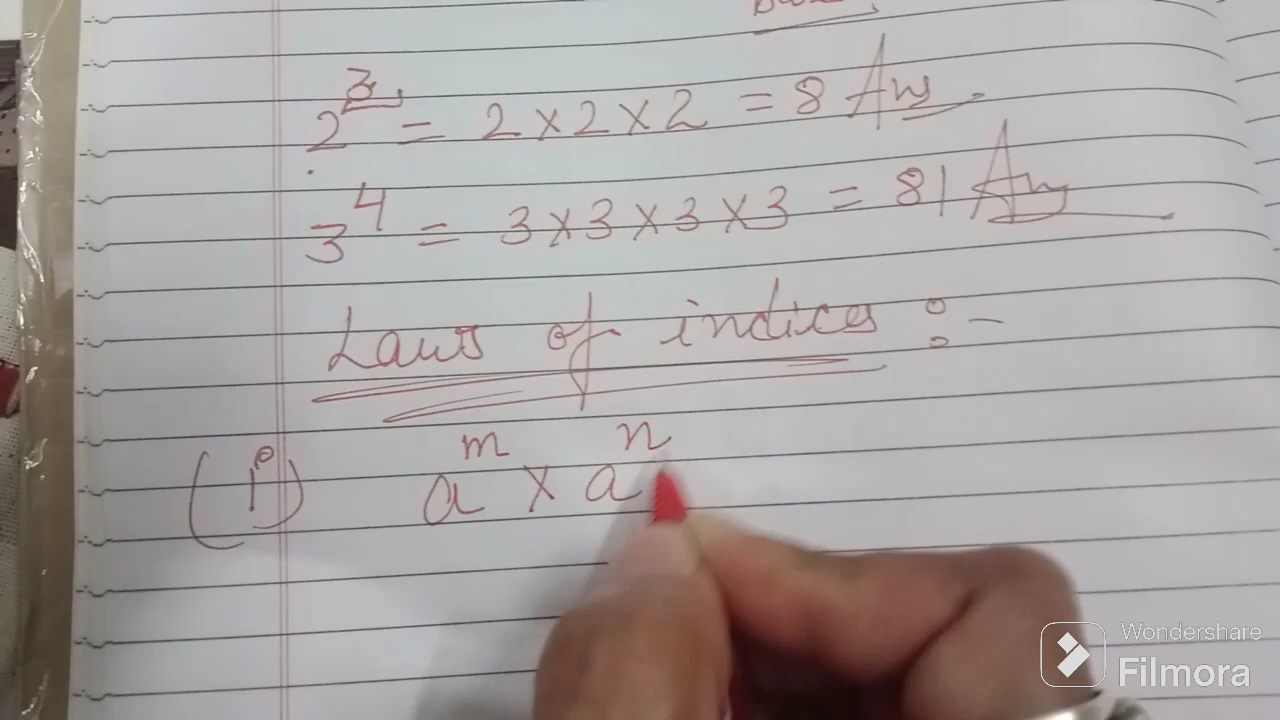 2³ = 2 × 2 × 2 = 8 Ans
3⁴ = 3 × 3 × 3 × 3 = 81 Ans
Laws of indices :-
(i) aᵐ × aⁿ
Wondershare
Filmora